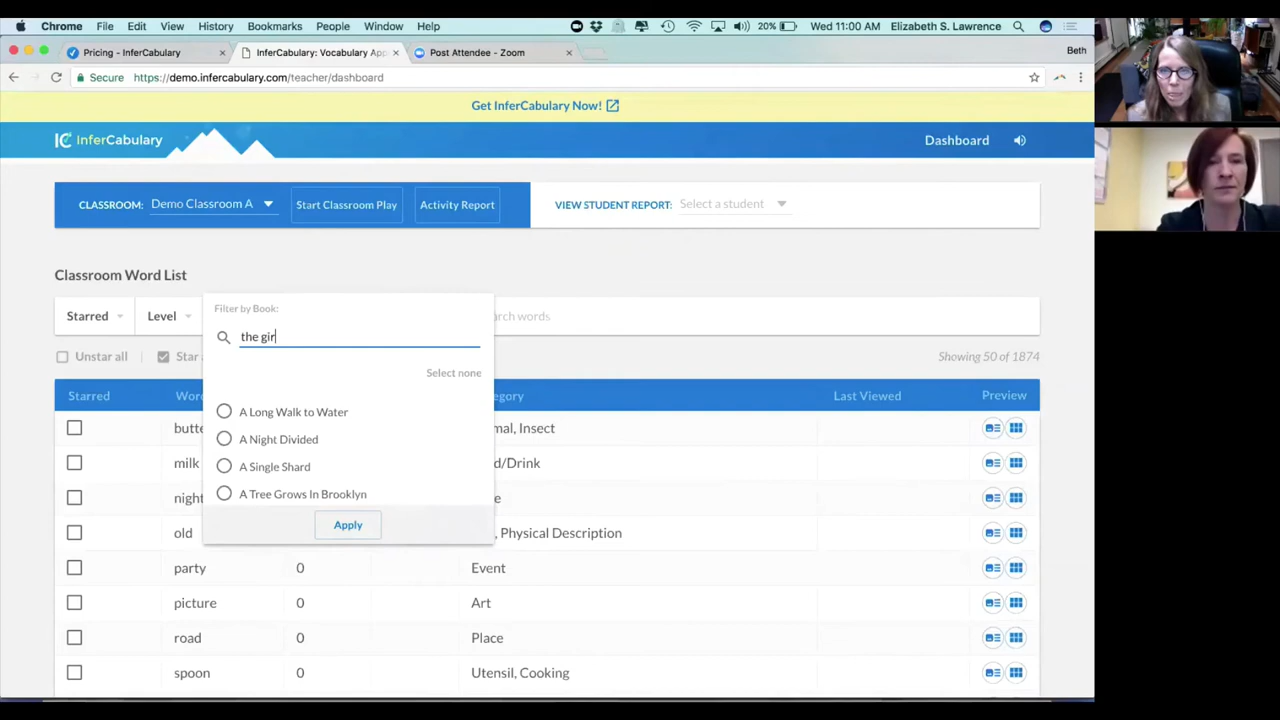 Chrome File Edit View History Bookmarks People Window Help 20% Wed 11:00 AM Elizabeth S. Lawrence
Pricing - InferCabulary
InferCabulary: Vocabulary App
Post Attendee - Zoom
Beth
Secure https://demo.infercabulary.com/teacher/dashboard
Get InferCabulary Now!
IC InferCabulary
Dashboard
CLASSROOM: Demo Classroom A
Start Classroom Play
Activity Report
VIEW STUDENT REPORT: Select a student
Classroom Word List
Starred
Level
Filter by Book:
the gir
Select none
A Long Walk to Water
A Night Divided
A Single Shard
A Tree Grows In Brooklyn
Apply
words
Unstar all
Star
Showing 50 of 1874
Starred
Last Viewed
Preview
, Insect
milk
/Drink
night
old
, Physical Description
party 0 Event
picture 0 Art
road 0 Place
spoon 0 Utensil, Cooking